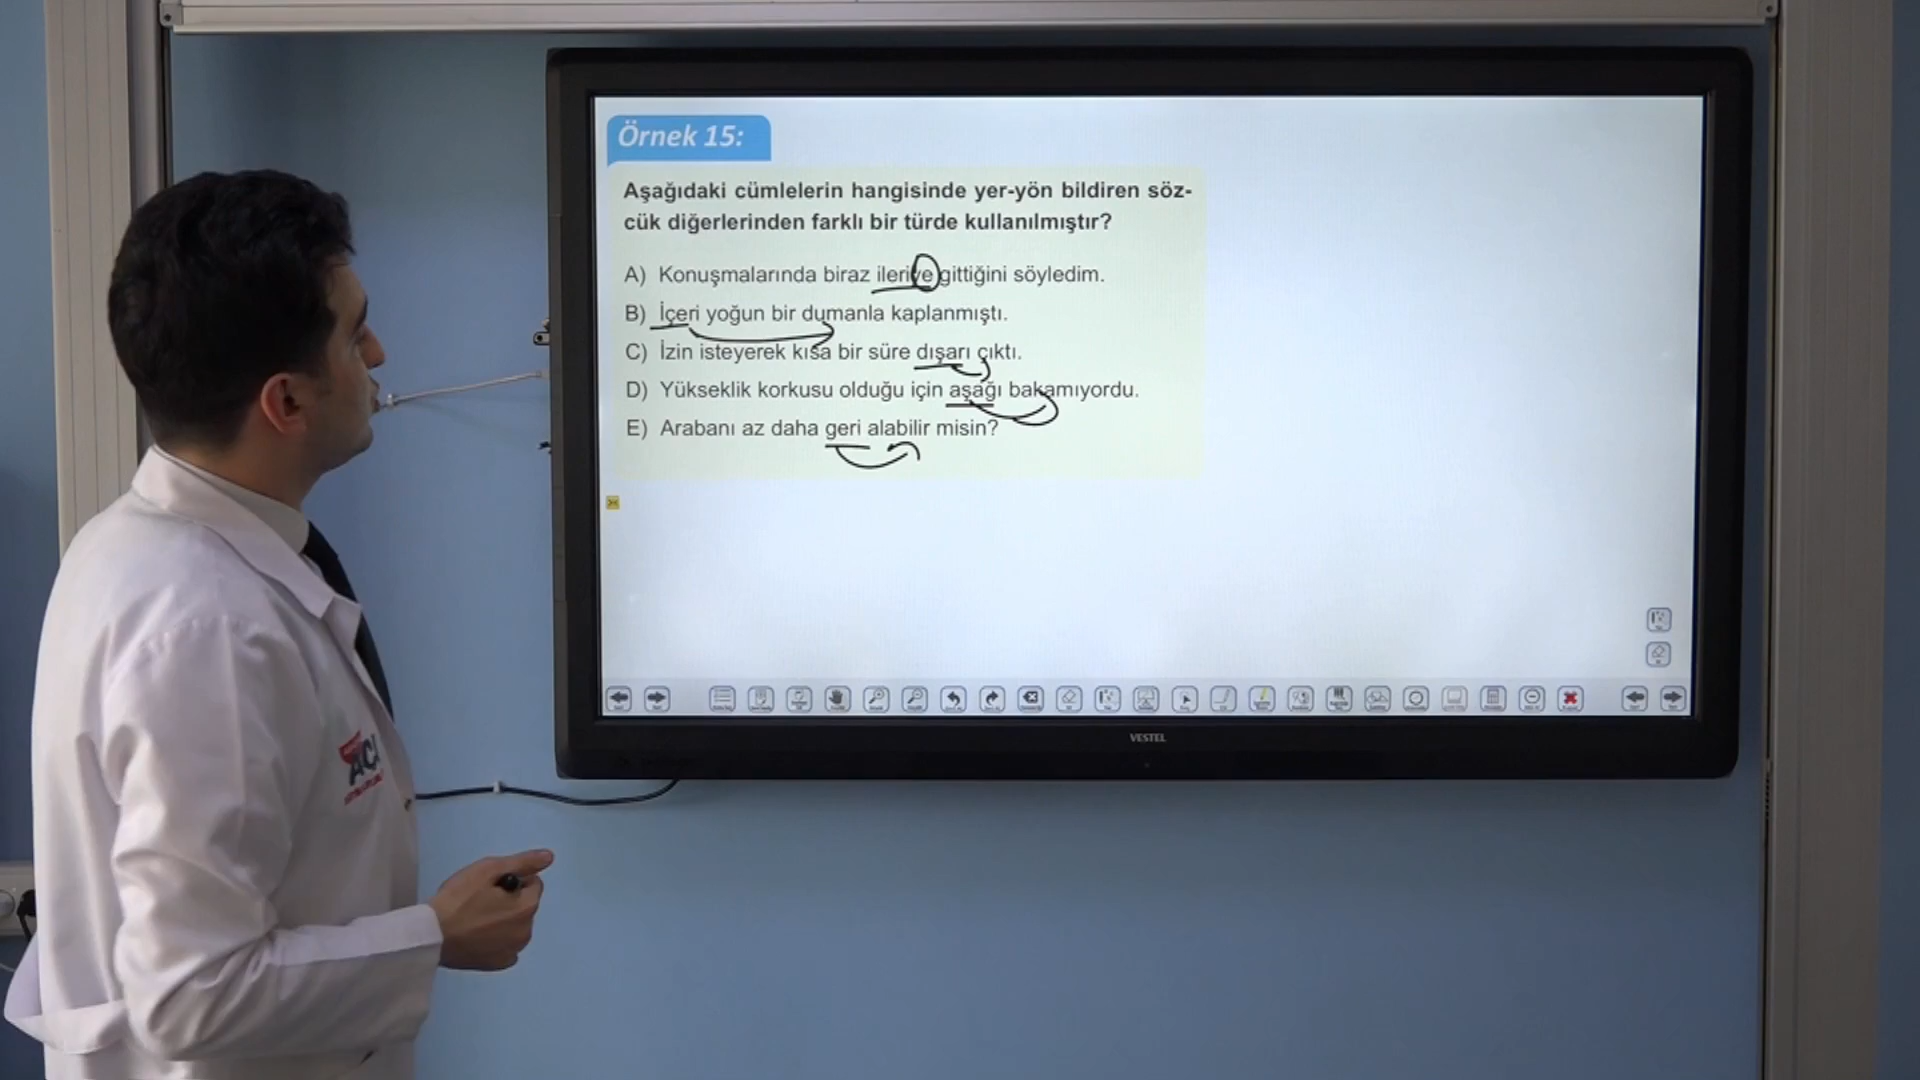 Örnek 15:
Aşağıdaki cümlelerin hangisinde yer-yön bildiren söz-
cük diğerlerinden farklı bir türde kullanılmıştır?
A) Konuşmalarında biraz ileriye gittiğini söyledim.
B) İçeri yoğun bir dumanla kaplanmıştı.
C) İzin isteyerek kısa bir süre dışarı çıktı.
D) Yükseklik korkusu olduğu için aşağı bakamıyordu.
E) Arabanı az daha geri alabilir misin?
VESTEL